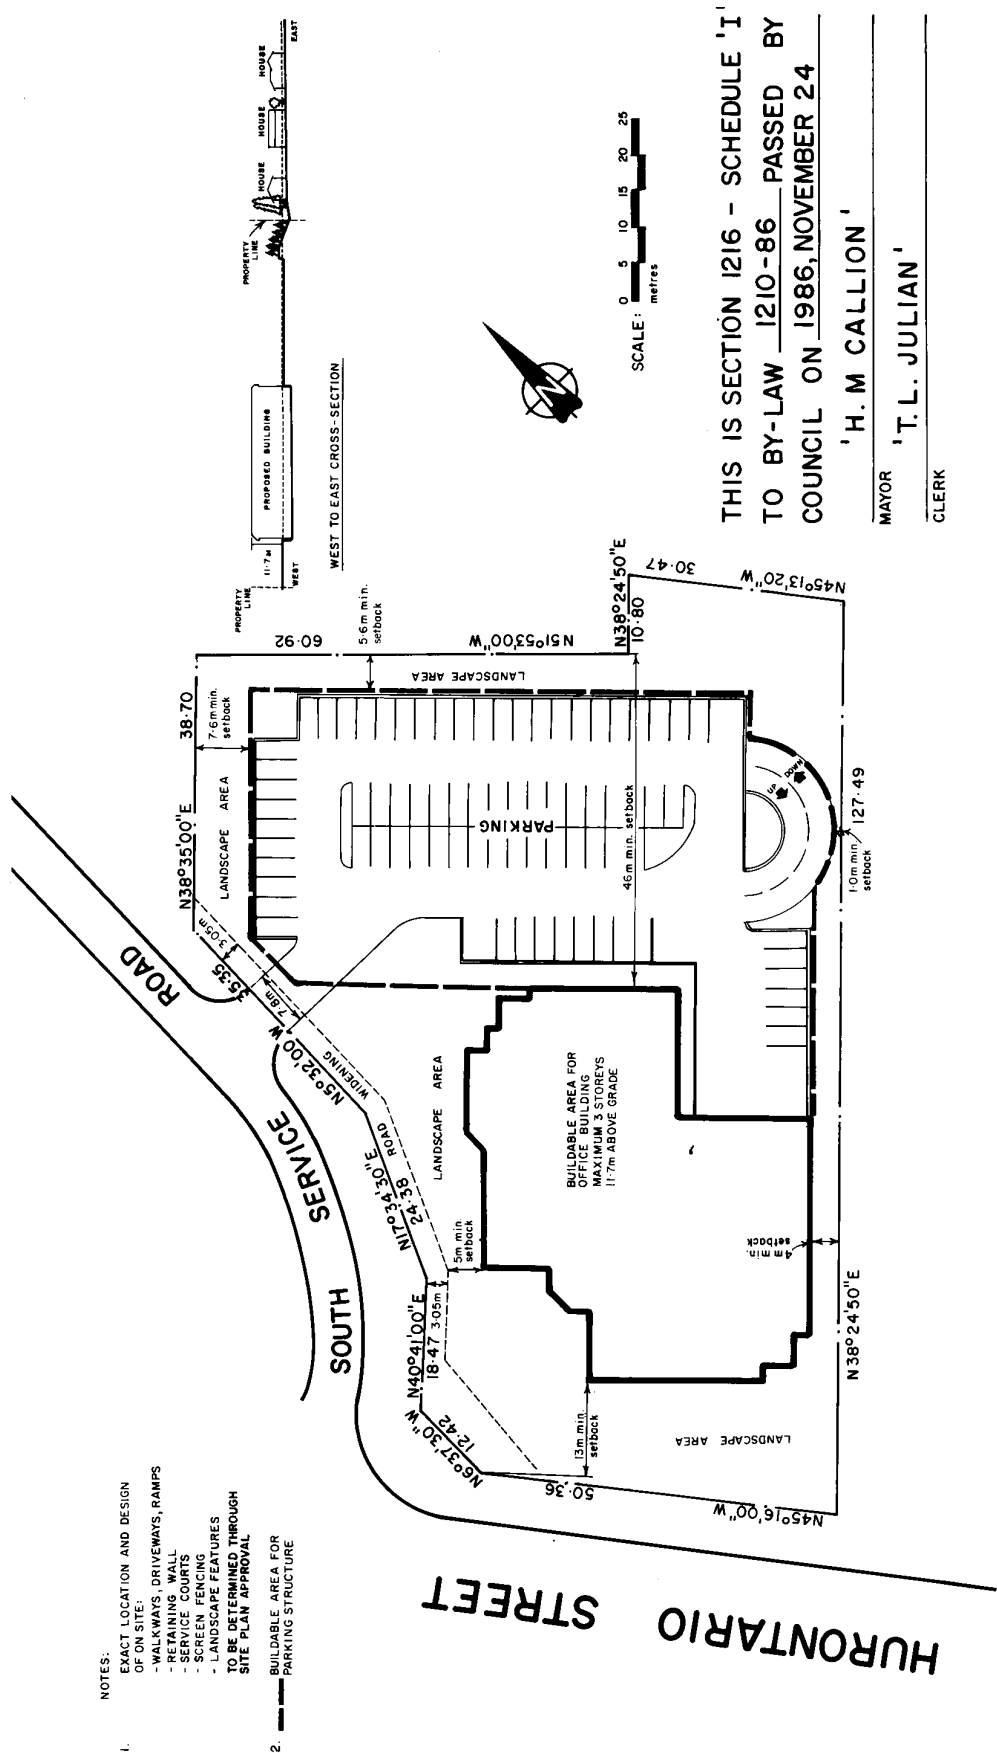 NOTES:
1. EXACT LOCATION AND DESIGN
OF ON SITE:
- WALKWAYS, DRIVEWAYS, RAMPS
- RETAINING WALL
- SERVICE COURTS
- SCREEN FENCING
- LANDSCAPE FEATURES
TO BE DETERMINED THROUGH
SITE PLAN APPROVAL
2. BUILDABLE AREA FOR
PARKING STRUCTURE
PROPERTY
LINE
11·7M
WEST
PROPOSED BUILDING
PROPERTY
LINE
HOUSE
HOUSE
HOUSE
EAST
WEST TO EAST CROSS-SECTION
SOUTH SERVICE ROAD
HURONTARIO STREET
N38°35'00"E 38·70
7·6m min.
setback
LANDSCAPE AREA
3·05m
35·35
7·8m
N5°32'00"W
ROAD WIDENING
N17°34'30"E
24·38
N40°41'00"E
18·47 3·05m
N6°37'30"W
12·42
50·36
N45°16'00"W
13m min.
setback
LANDSCAPE AREA
5m min.
setback
LANDSCAPE AREA
BUILDABLE AREA FOR
OFFICE BUILDING
MAXIMUM 3 STOREYS
11·7m ABOVE GRADE
4m min.
setback
N38°24'50"E
127·49
1·0m min.
setback
UP
DOWN
PARKING
46m min. setback
LANDSCAPE AREA
60·92
5·6m min.
setback
N51°53'00"W
N38°24'50"E
10·80
30·47
N45°13'20"W
N
SCALE:
0 5 10 15 20 25
metres
THIS IS SECTION 1216 - SCHEDULE 'I'
TO BY-LAW 1210-86 PASSED BY
COUNCIL ON 1986, NOVEMBER 24
'H. M CALLION'
MAYOR
'T. L. JULIAN'
CLERK